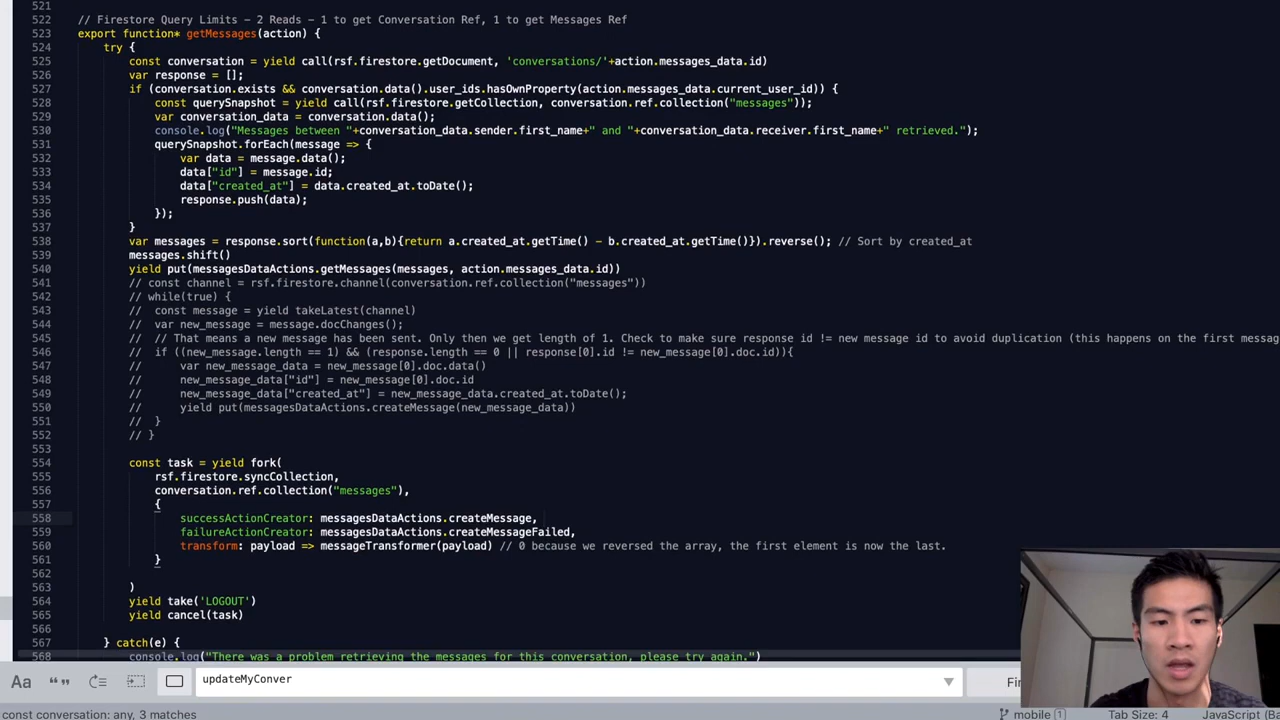 521
522 // Firestore Query Limits – 2 Reads – 1 to get Conversation Ref, 1 to get Messages Ref
523 export function* getMessages(action) {
524 try {
525 const conversation = yield call(rsf.firestore.getDocument, 'conversations/'+action.messages_data.id)
526 var response = [];
527 if (conversation.exists && conversation.data().user_ids.hasOwnProperty(action.messages_data.current_user_id)) {
528 const querySnapshot = yield call(rsf.firestore.getCollection, conversation.ref.collection("messages"));
529 var conversation_data = conversation.data();
530 console.log("Messages between "+conversation_data.sender.first_name+" and "+conversation_data.receiver.first_name+" retrieved.");
531 querySnapshot.forEach(message => {
532 var data = message.data();
533 data["id"] = message.id;
534 data["created_at"] = data.created_at.toDate();
535 response.push(data);
536 });
537 }
538 var messages = response.sort(function(a,b){return a.created_at.getTime() - b.created_at.getTime()}).reverse(); // Sort by created_at
539 messages.shift()
540 yield put(messagesDataActions.getMessages(messages, action.messages_data.id))
541 // const channel = rsf.firestore.channel(conversation.ref.collection("messages"))
542 // while(true) {
543 // const message = yield takeLatest(channel)
544 // var new_message = message.docChanges();
545 // // That means a new message has been sent. Only then we get length of 1. Check to make sure response id != new message id to avoid duplication (this happens on the first messag
546 // if ((new_message.length == 1) && (response.length == 0 || response[0].id != new_message[0].doc.id)){
547 // var new_message_data = new_message[0].doc.data()
548 // new_message_data["id"] = new_message[0].doc.id
549 // new_message_data["created_at"] = new_message_data.created_at.toDate();
550 // yield put(messagesDataActions.createMessage(new_message_data))
551 // }
552 // }
553
554 const task = yield fork(
555 rsf.firestore.syncCollection,
556 conversation.ref.collection("messages"),
557 {
558 successActionCreator: messagesDataActions.createMessage,
559 failureActionCreator: messagesDataActions.createMessageFailed,
560 transform: payload => messageTransformer(payload) // 0 because we reversed the array, the first element is now the last.
561 }
562
563 )
564 yield take('LOGOUT')
565 yield cancel(task)
566
567 } catch(e) {
568 console.log("There was a problem retrieving the messages for this conversation, please try again.")
Aa “” updateMyConver Fi
const conversation: any, 3 matches mobile 1 Tab Size: 4 JavaScript (Ba